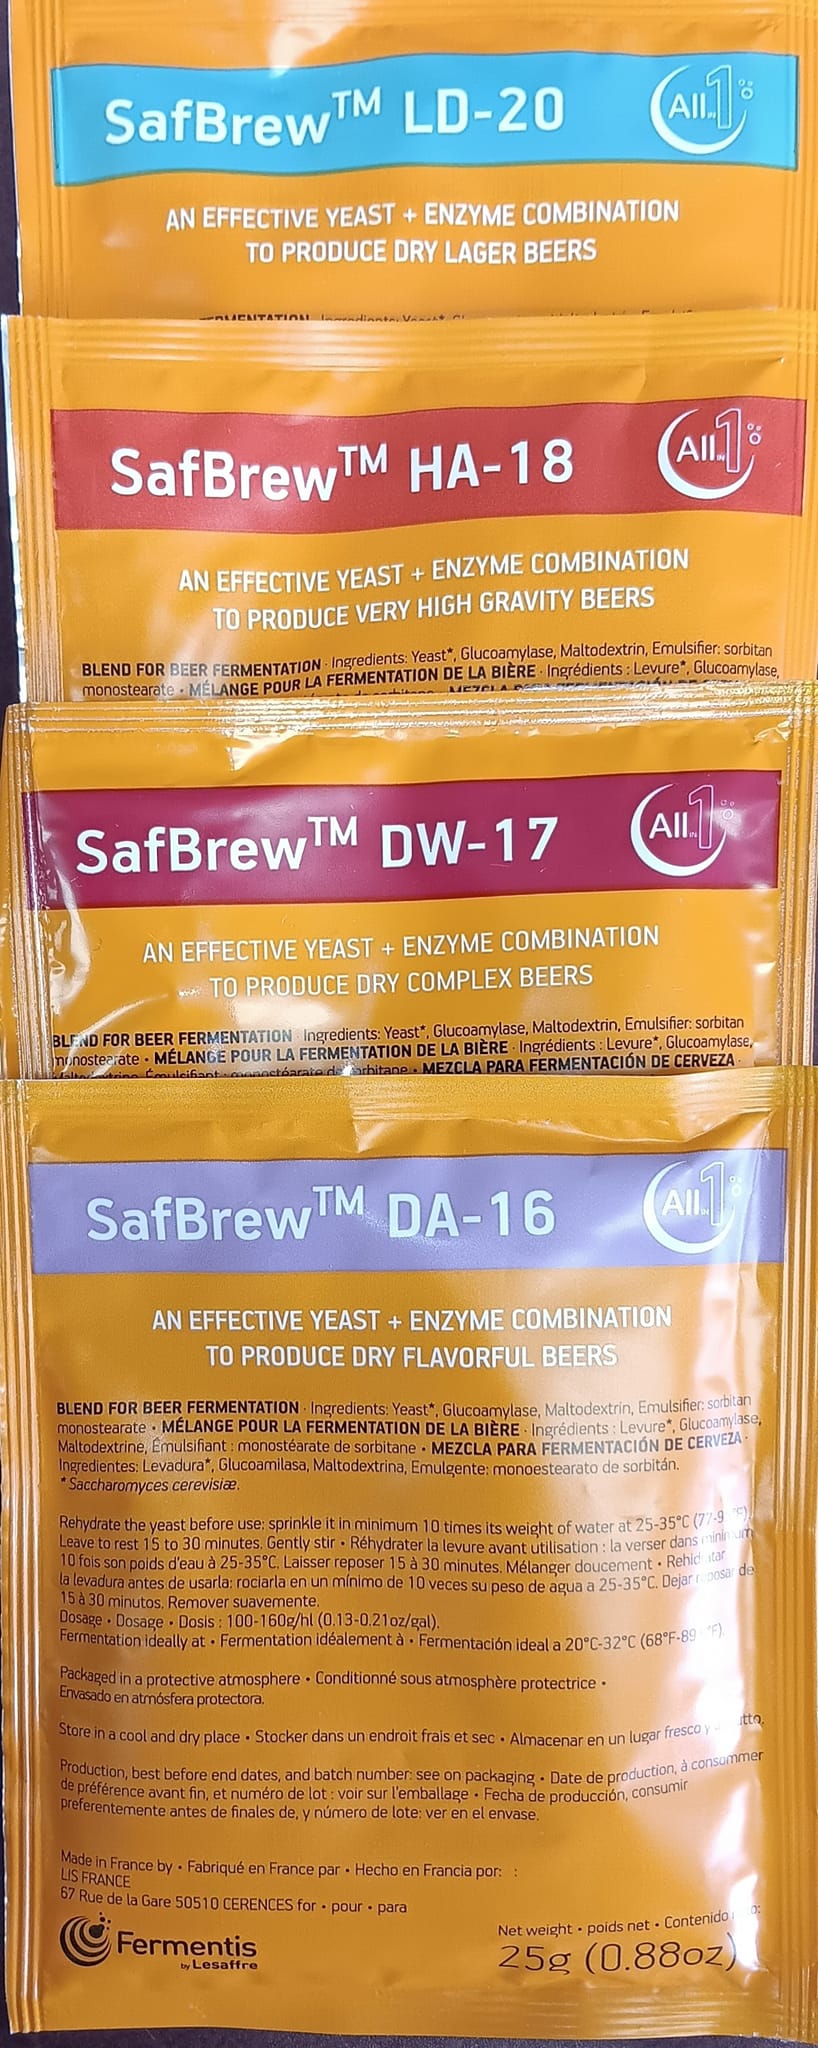 SafBrew™ LD-20
All IN 1
AN EFFECTIVE YEAST + ENZYME COMBINATION
TO PRODUCE DRY LAGER BEERS
SafBrew™ HA-18
All IN 1
AN EFFECTIVE YEAST + ENZYME COMBINATION
TO PRODUCE VERY HIGH GRAVITY BEERS
BLEND FOR BEER FERMENTATION · Ingredients: Yeast*, Glucoamylase, Maltodextrin, Emulsifier: sorbitan
monostearate • MÉLANGE POUR LA FERMENTATION DE LA BIÈRE · Ingrédients : Levure*, Glucoamylase,
SafBrew™ DW-17
All IN 1
AN EFFECTIVE YEAST + ENZYME COMBINATION
TO PRODUCE DRY COMPLEX BEERS
BLEND FOR BEER FERMENTATION · Ingredients: Yeast*, Glucoamylase, Maltodextrin, Emulsifier: sorbitan
monostearate • MÉLANGE POUR LA FERMENTATION DE LA BIÈRE · Ingrédients : Levure*, Glucoamylase,
Émulsifiant : monostéarate • MEZCLA PARA FERMENTACIÓN DE CERVEZA ·
SafBrew™ DA-16
All IN 1
AN EFFECTIVE YEAST + ENZYME COMBINATION
TO PRODUCE DRY FLAVORFUL BEERS
BLEND FOR BEER FERMENTATION · Ingredients: Yeast*, Glucoamylase, Maltodextrin, Emulsifier: sorbitan
monostearate • MÉLANGE POUR LA FERMENTATION DE LA BIÈRE · Ingrédients : Levure*, Glucoamylase,
Maltodextrine, Émulsifiant : monostéarate de sorbitane • MEZCLA PARA FERMENTACIÓN DE CERVEZA ·
Ingredientes: Levadura*, Glucoamilasa, Maltodextrina, Emulgente: monoestearato de sorbitán.
* Saccharomyces cerevisiæ.
Rehydrate the yeast before use: sprinkle it in minimum 10 times its weight of water at 25-35°C
Leave to rest 15 to 30 minutes. Gently stir • Réhydrater la levure avant utilisation : la verser dans minimum
10 fois son poids d'eau à 25-35°C. Laisser reposer 15 à 30 minutes. Mélanger doucement •
la levadura antes de usarla: rociarla en un mínimo de 10 veces su peso de agua a 25-35°C. Dejar reposar de
15 à 30 minutos. Remover suavemente.
Dosage • Dosage • Dosis : 100-160g/hl (0.13-0.21oz/gal).
Fermentation ideally at • Fermentation idéalement à • Fermentación ideal a 20°C-32°C
Packaged in a protective atmosphere • Conditionné sous atmosphère protectrice •
Envasado en atmósfera protectora.
Store in a cool and dry place • Stocker dans un endroit frais et sec • Almacenar en un lugar fresco y
Production, best before end dates, and batch number: see on packaging • Date de production, à consommer
de préférence avant fin, et numéro de lot : voir sur l'emballage • Fecha de producción, consumir
preferentemente antes de finales de, y número de lote: ver en el envase.
Made in France by • Fabriqué en France par • Hecho en Francia por: :
LIS FRANCE
67 Rue de la Gare 50510 CERENCES for • pour • para
Fermentis
by Lesaffre
Net weight • poids net • Contenido
25g (0.88oz)